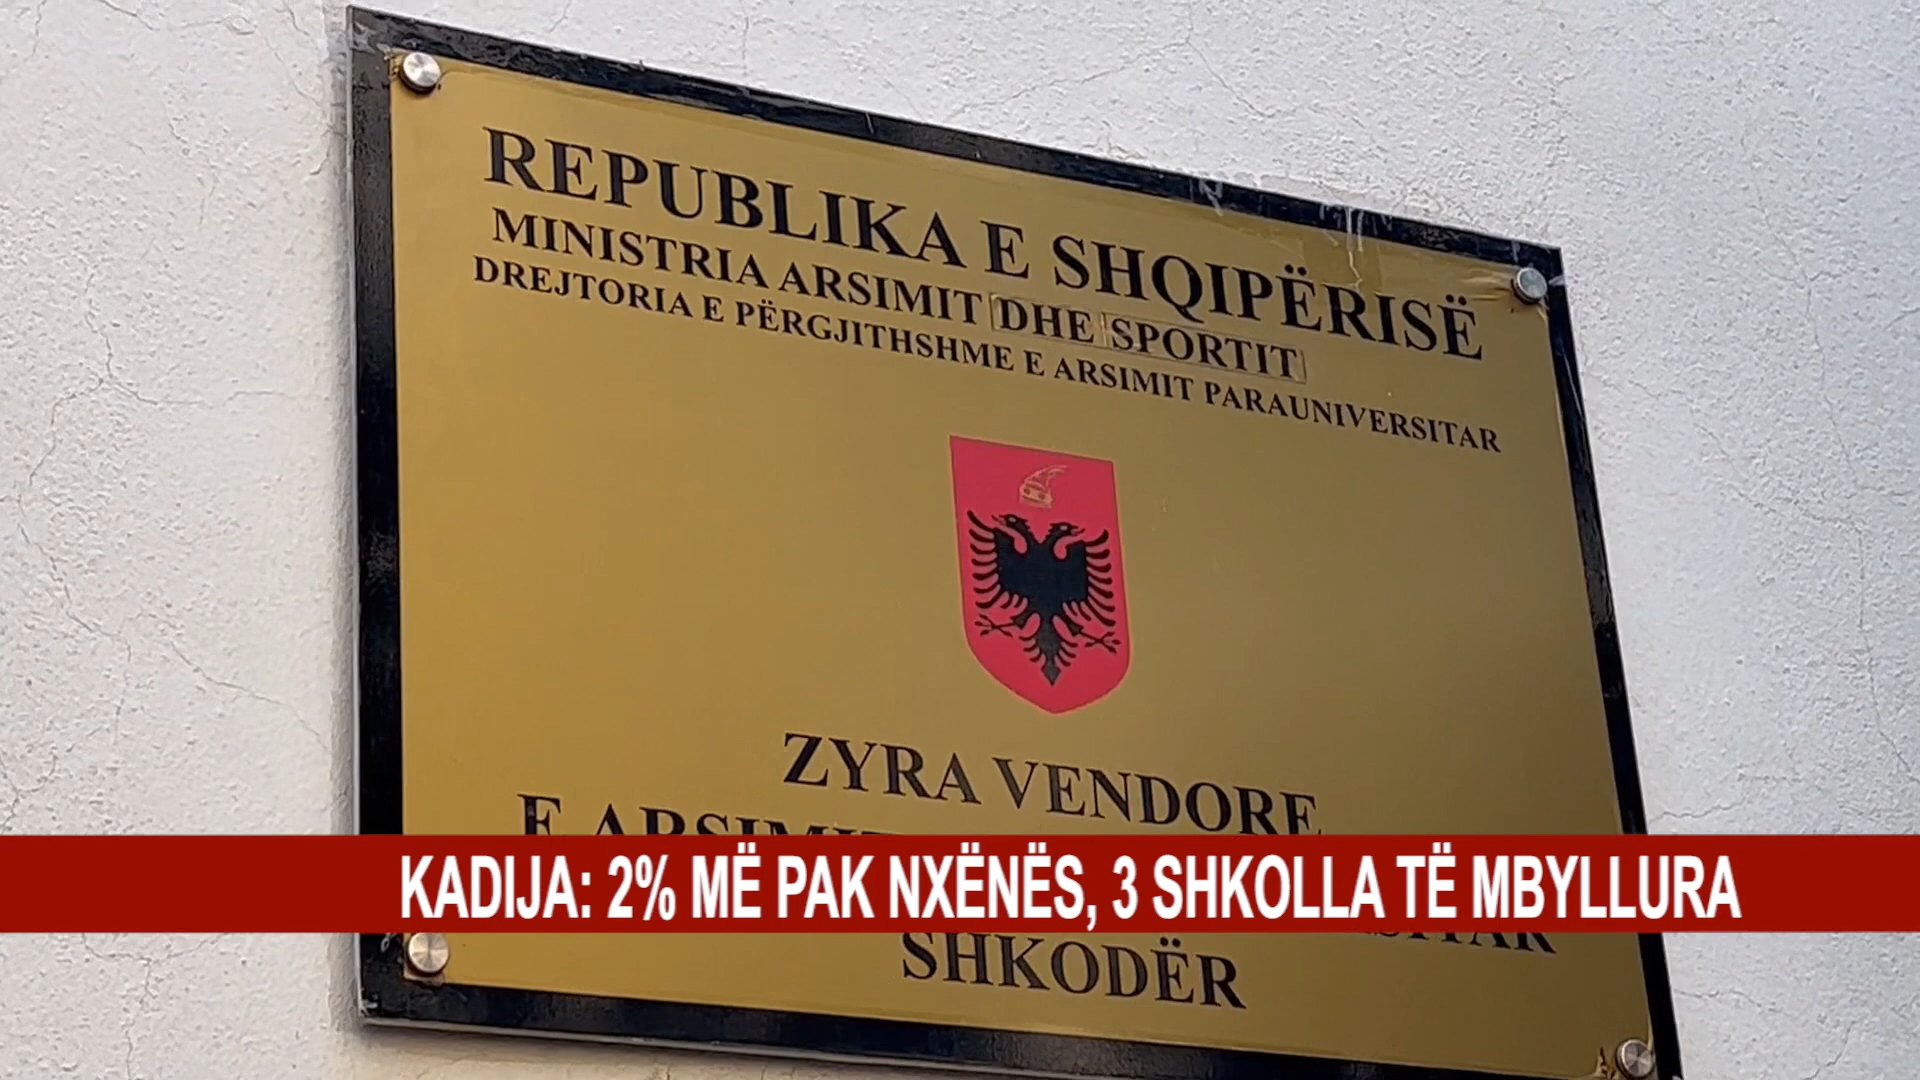 REPUBLIKA E SHQIPËRISË
MINISTRIA ARSIMIT DHE SPORTIT
DREJTORIA E PËRGJITHSHME E ARSIMIT PARAUNIVERSITAR
ZYRA VENDORE
E ARSIMIT
KADIJA: 2% MË PAK NXËNËS, 3 SHKOLLA TË MBYLLURA
SHKODËR